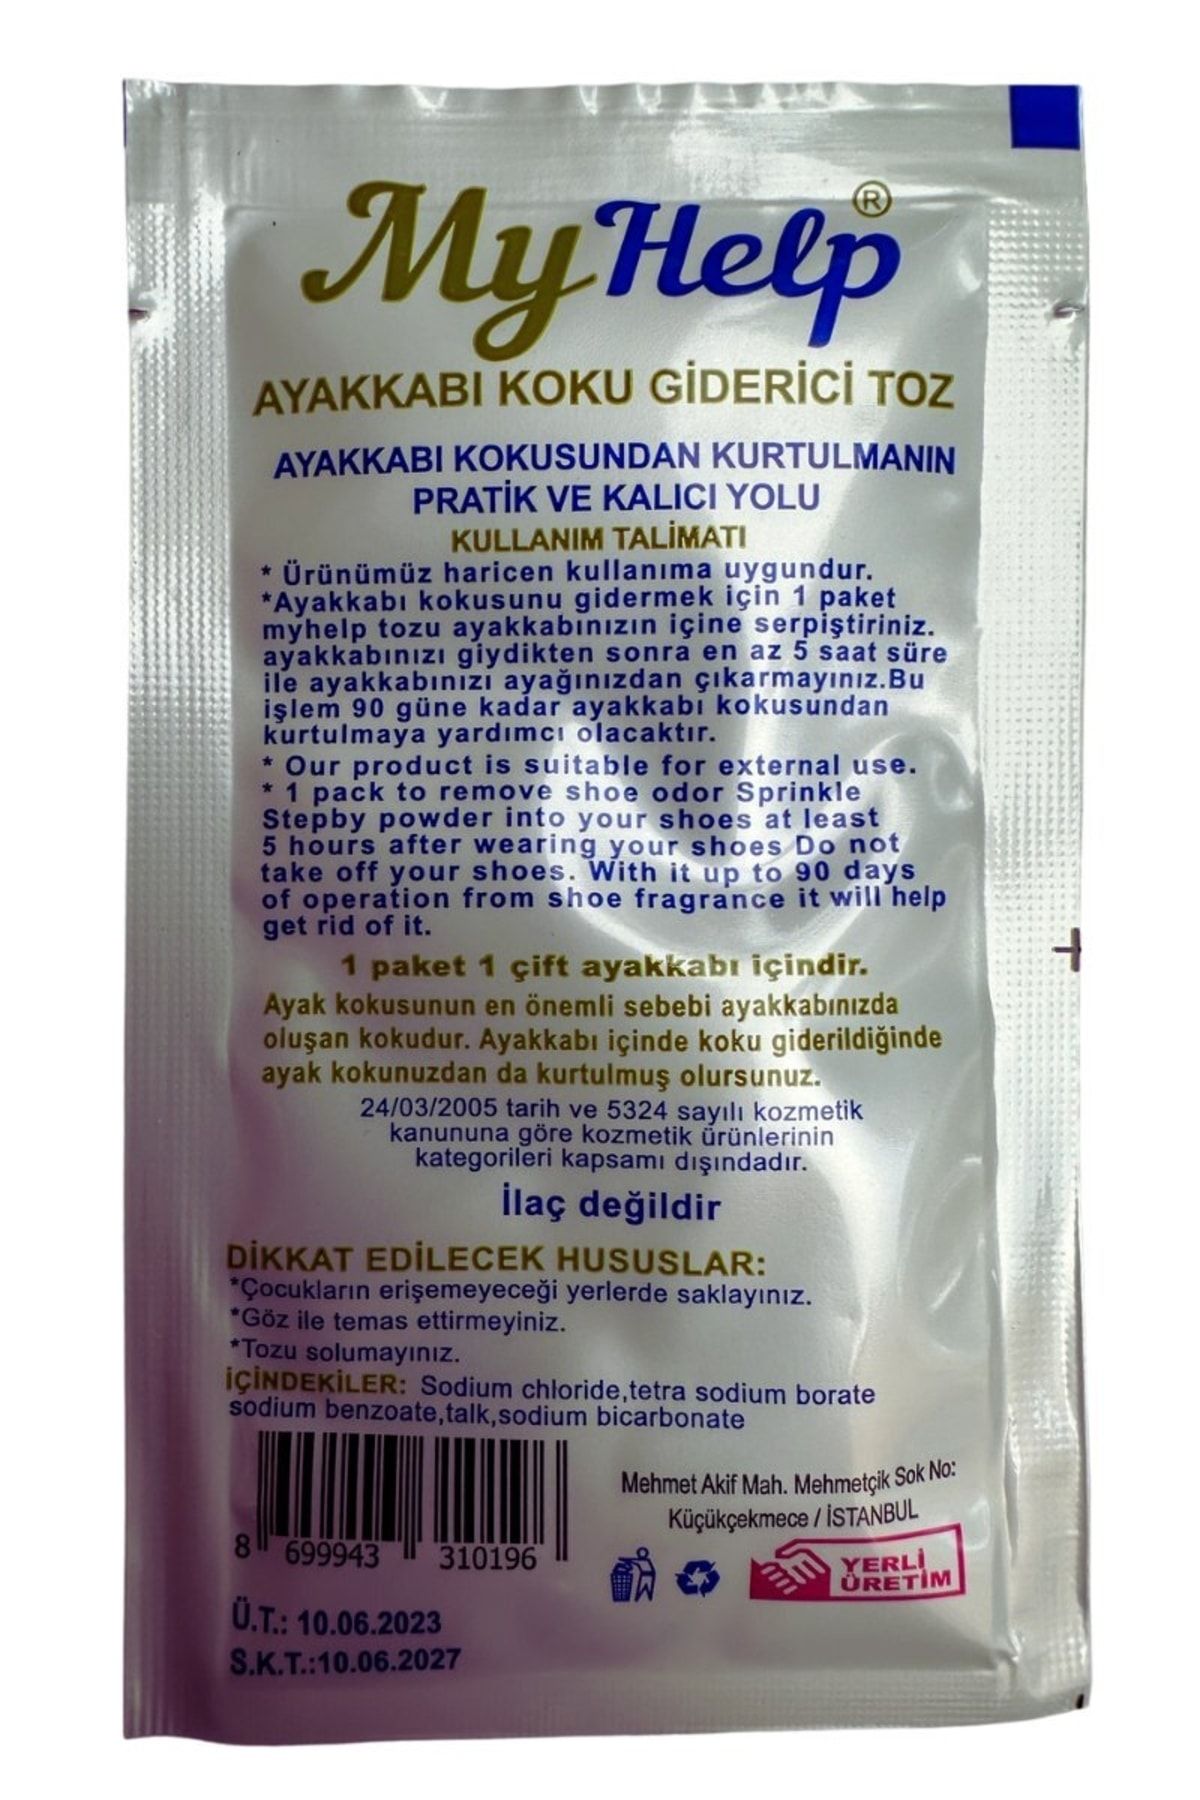 MyHelp®
AYAKKABI KOKU GİDERİCİ TOZ
AYAKKABI KOKUSUNDAN KURTULMANIN
PRATİK VE KALICI YOLU
KULLANIM TALİMATI
* Ürünümüz haricen kullanıma uygundur.
*Ayakkabı kokusunu gidermek için 1 paket
myhelp tozu ayakkabınızın içine serpiştiriniz.
ayakkabınızı giydikten sonra en az 5 saat süre
ile ayakkabınızı ayağınızdan çıkarmayınız.Bu
işlem 90 güne kadar ayakkabı kokusundan
kurtulmaya yardımcı olacaktır.
* Our product is suitable for external use.
* 1 pack to remove shoe odor Sprinkle
Stepby powder into your shoes at least
5 hours after wearing your shoes Do not
take off your shoes. With it up to 90 days
of operation from shoe fragrance it will help
get rid of it.
1 paket 1 çift ayakkabı içindir.
Ayak kokusunun en önemli sebebi ayakkabınızda
oluşan kokudur. Ayakkabı içinde koku giderildiğinde
ayak kokunuzdan da kurtulmuş olursunuz.
24/03/2005 tarih ve 5324 sayılı kozmetik
kanununa göre kozmetik ürünlerinin
kategorileri kapsamı dışındadır.
İlaç değildir
DİKKAT EDİLECEK HUSUSLAR:
*Çocukların erişemeyeceği yerlerde saklayınız.
*Göz ile temas ettirmeyiniz.
*Tozu solumayınız.
İÇİNDEKİLER: Sodium chloride,tetra sodium borate
sodium benzoate,talk,sodium bicarbonate
Mehmet Akif Mah. Mehmetçik Sok No:
Küçükçekmece / İSTANBUL
8 699943 310196
YERLİ
ÜRETİM
Ü.T.: 10.06.2023
S.K.T.:10.06.2027